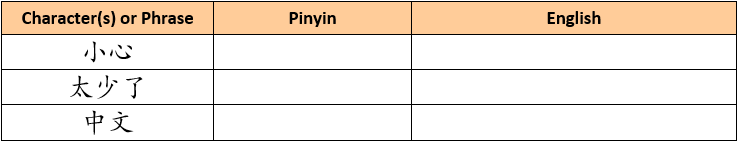 Character(s) or Phrase Pinyin English
小心
太少了
中文